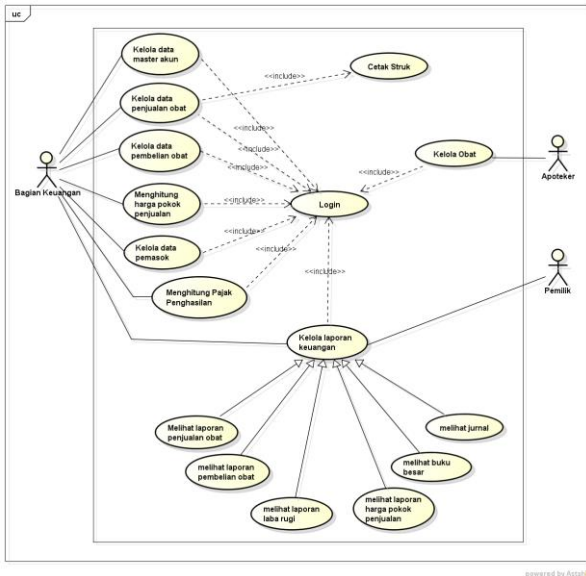 uc
Kelola data
master akun
Cetak Struk
<<include>>
Kelola data
penjualan obat
<<include>>
<<include>>
Kelola data
pembelian obat
<<include>>
Kelola Obat
<<include>>
Apoteker
Bagian Keuangan
Menghitung
harga pokok
penjualan
<<include>>
Login
Kelola data
pemasok
<<include>>
<<include>>
<<include>>
Menghitung Pajak
Penghasilan
Pemilik
Kelola laporan
keuangan
Melihat laporan
penjualan obat
melihat jurnal
melihat laporan
pembelian obat
melihat buku
besar
melihat laporan
laba rugi
melihat laporan
harga pokok
penjualan
powered by Astah